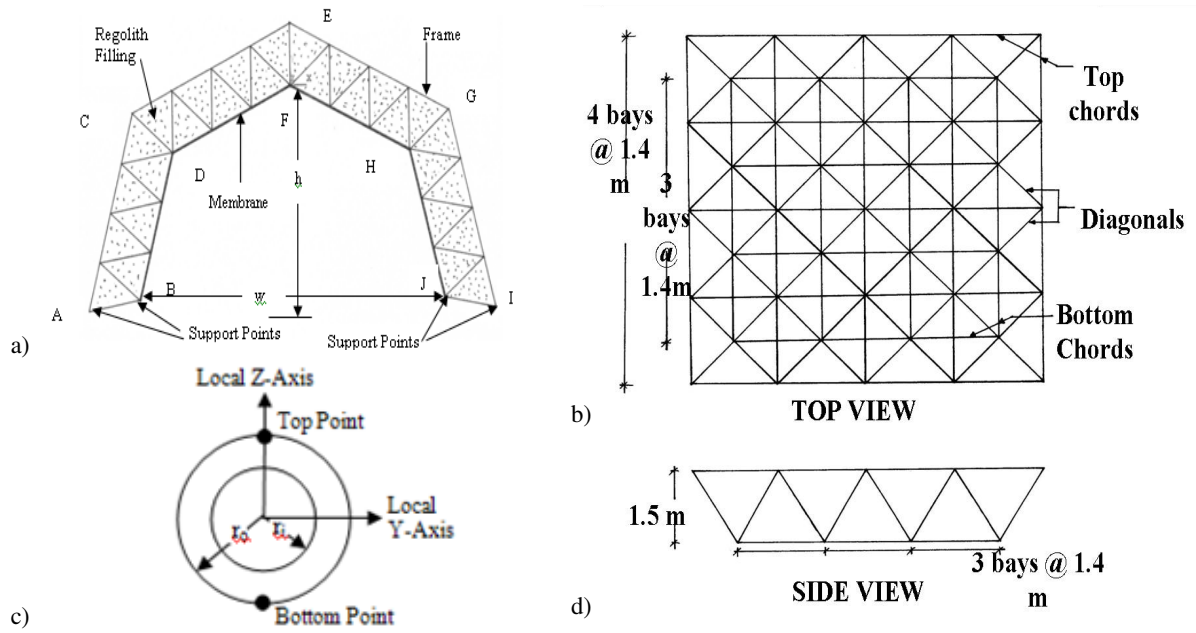 a)
E
Regolith
Filling
Frame
C
G
F
D
H
h
Membrane
B
w
J
A
I
Support Points
Support Points
b)
4 bays
@ 1.4
m
3
bays
@
1.4m
Top
chords
Diagonals
Bottom
Chords
TOP VIEW
c)
Local Z-Axis
Top Point
Local
Y-Axis
ro
ri
Bottom Point
d)
1.5 m
3 bays @ 1.4
m
SIDE VIEW